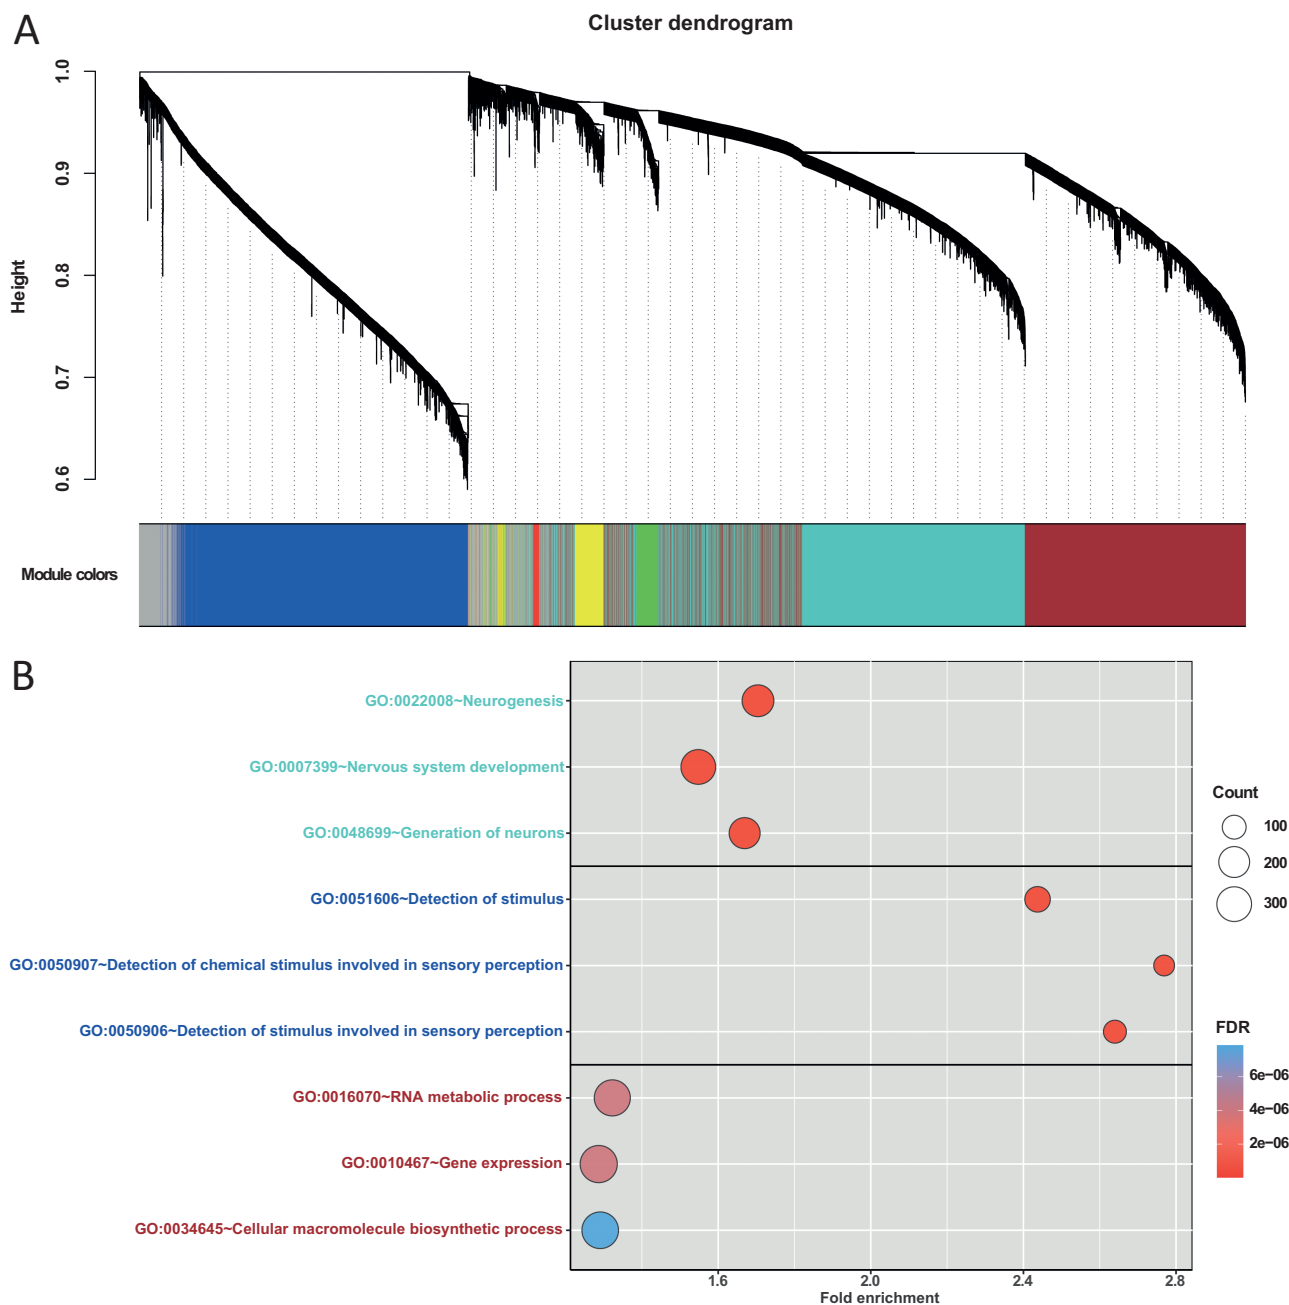 A
Cluster dendrogram
Height
1.0
0.9
0.8
0.7
0.6
Module colors
B
GO:0022008~Neurogenesis
GO:0007399~Nervous system development
GO:0048699~Generation of neurons
GO:0051606~Detection of stimulus
GO:0050907~Detection of chemical stimulus involved in sensory perception
GO:0050906~Detection of stimulus involved in sensory perception
GO:0016070~RNA metabolic process
GO:0010467~Gene expression
GO:0034645~Cellular macromolecule biosynthetic process
1.6 2.0 2.4 2.8
Fold enrichment
Count
100
200
300
FDR
6e−06
4e−06
2e−06